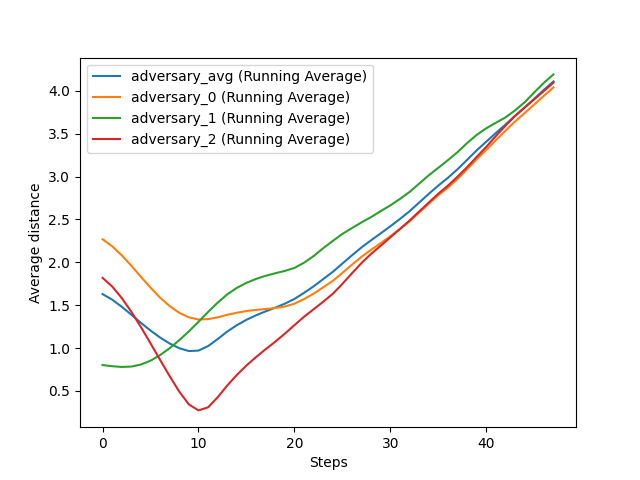 adversary_avg (Running Average)
adversary_0 (Running Average)
adversary_1 (Running Average)
adversary_2 (Running Average)
Average distance
4.0
3.5
3.0
2.5
2.0
1.5
1.0
0.5
0 10 20 30 40
Steps